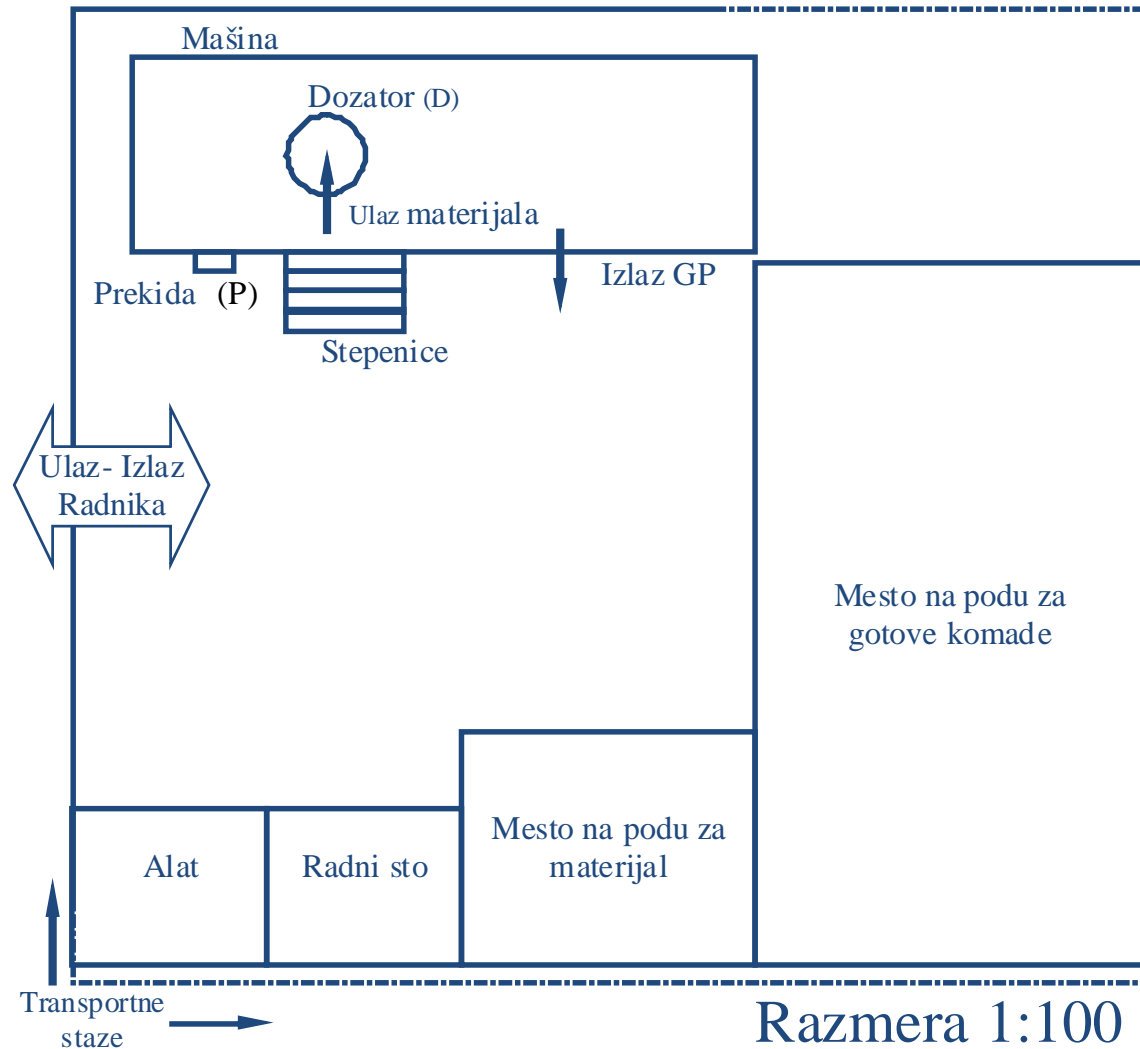 Mašina
Dozator (D)
Ulaz materijala
Izlaz GP
Prekida (P)
Stepenice
Ulaz- Izlaz
Radnika
Mesto na podu za
gotove komade
Alat
Radni sto
Mesto na podu za
materijal
Transportne
staze
Razmera 1:100